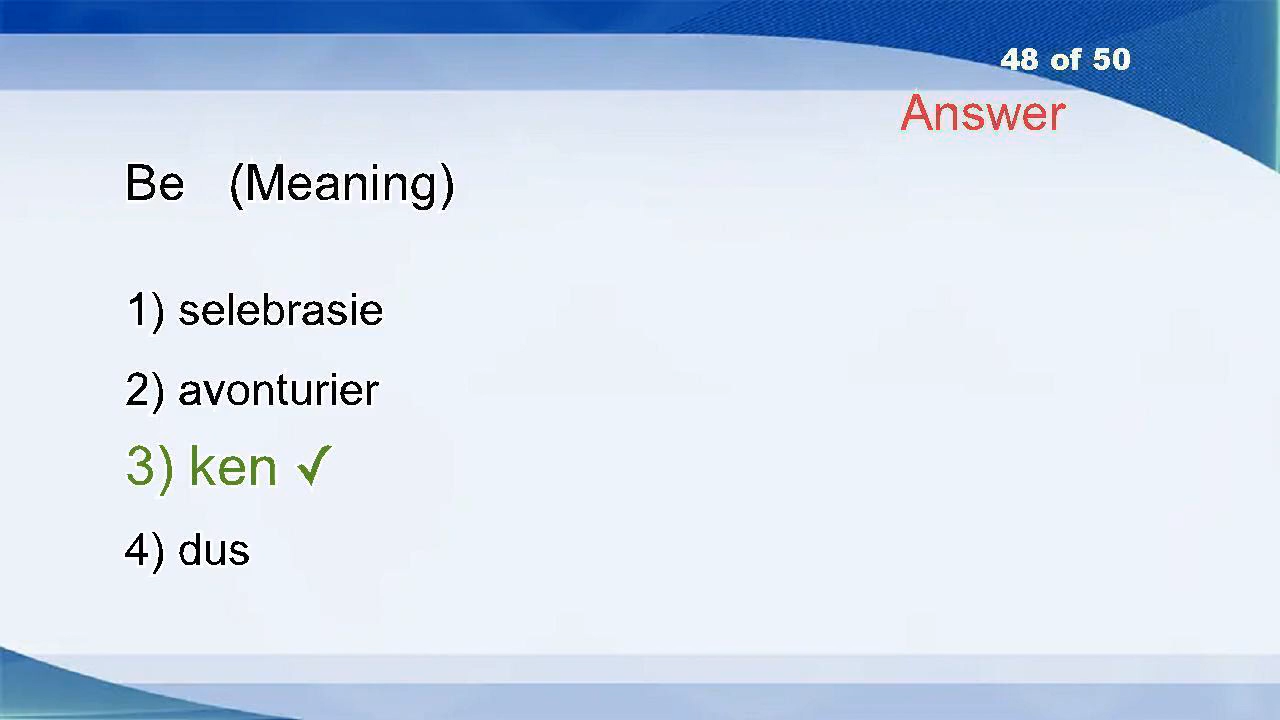 48 of 50
Answer
Be (Meaning)
1) selebrasie
2) avonturier
3) ken ✓
4) dus